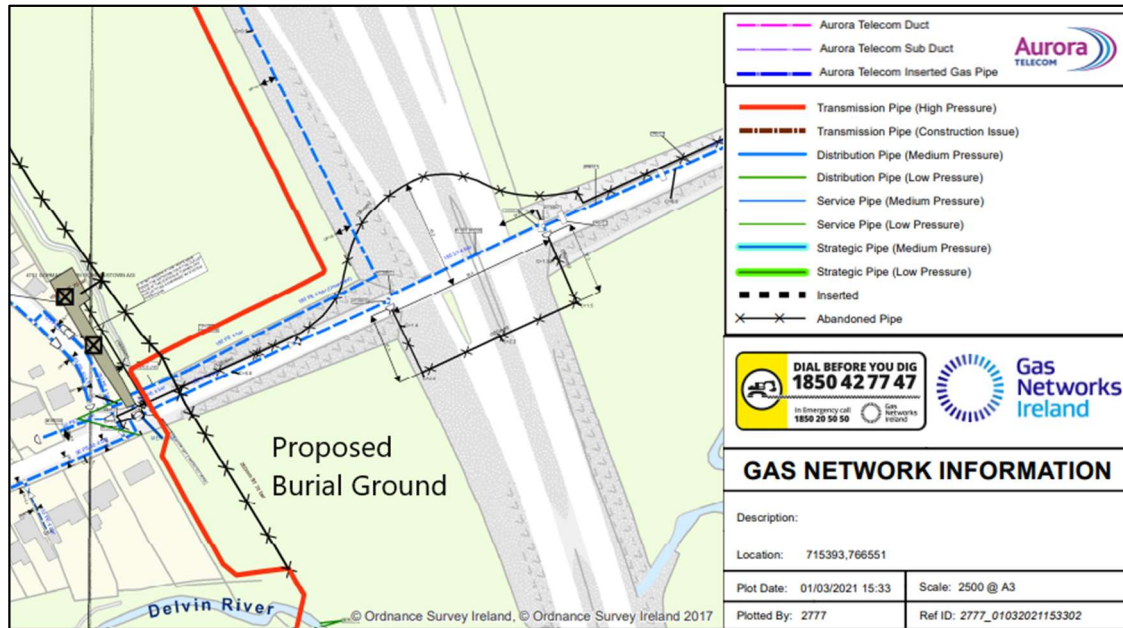 Proposed
Burial Ground
Delvin River
© Ordnance Survey Ireland, © Ordnance Survey Ireland 2017
Aurora Telecom Duct
Aurora Telecom Sub Duct
Aurora Telecom Inserted Gas Pipe
Aurora
TELECOM
Transmission Pipe (High Pressure)
Transmission Pipe (Construction Issue)
Distribution Pipe (Medium Pressure)
Distribution Pipe (Low Pressure)
Service Pipe (Medium Pressure)
Service Pipe (Low Pressure)
Strategic Pipe (Medium Pressure)
Strategic Pipe (Low Pressure)
Inserted
Abandoned Pipe
DIAL BEFORE YOU DIG
1850 42 77 47
In Emergency call
1850 20 50 50
Gas
Networks
Ireland
Gas
Networks
Ireland
GAS NETWORK INFORMATION
Description:
Location: 715393,766551
Plot Date: 01/03/2021 15:33
Scale: 2500 @ A3
Plotted By: 2777
Ref ID: 2777_01032021153302